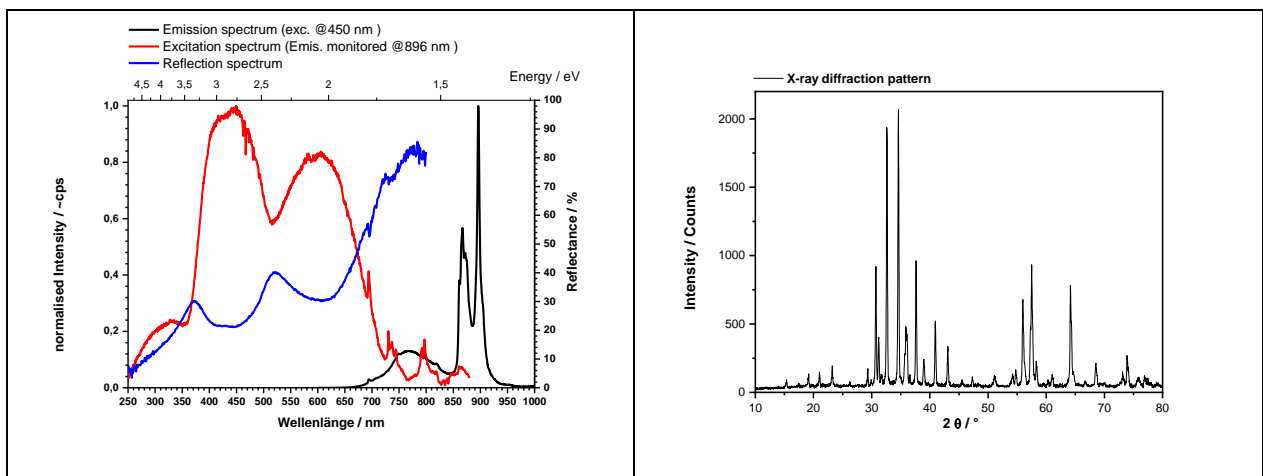 Emission spectrum (exc. @450 nm )
Excitation spectrum (Emis. monitored @896 nm )
Reflection spectrum
Energy / eV
4,5 4 3,5 3 2,5 2 1,5
1,0
0,8
0,6
0,4
0,2
0,0
normalised Intensity / ~cps
100
90
80
70
60
50
40
30
20
10
0
Reflectance / %
250 300 350 400 450 500 550 600 650 700 750 800 850 900 950 1000
Wellenlänge / nm
X-ray diffraction pattern
2000
1500
1000
500
0
Intensity / Counts
10 20 30 40 50 60 70 80
2 θ / °